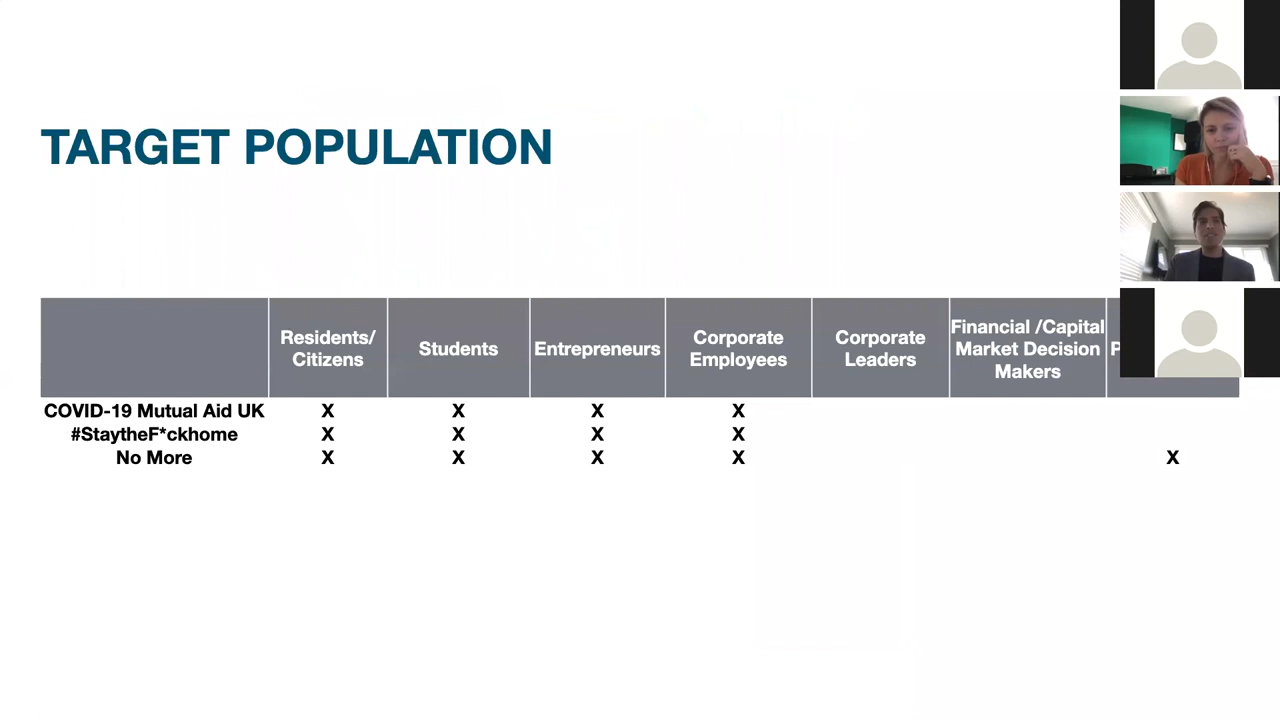 TARGET POPULATION
Residents/
Citizens
Students
Entrepreneurs
Corporate
Employees
Corporate
Leaders
Financial /Capital
Market Decision
Makers
COVID-19 Mutual Aid UK X X X X
#StaytheF*ckhome X X X X
No More X X X X X